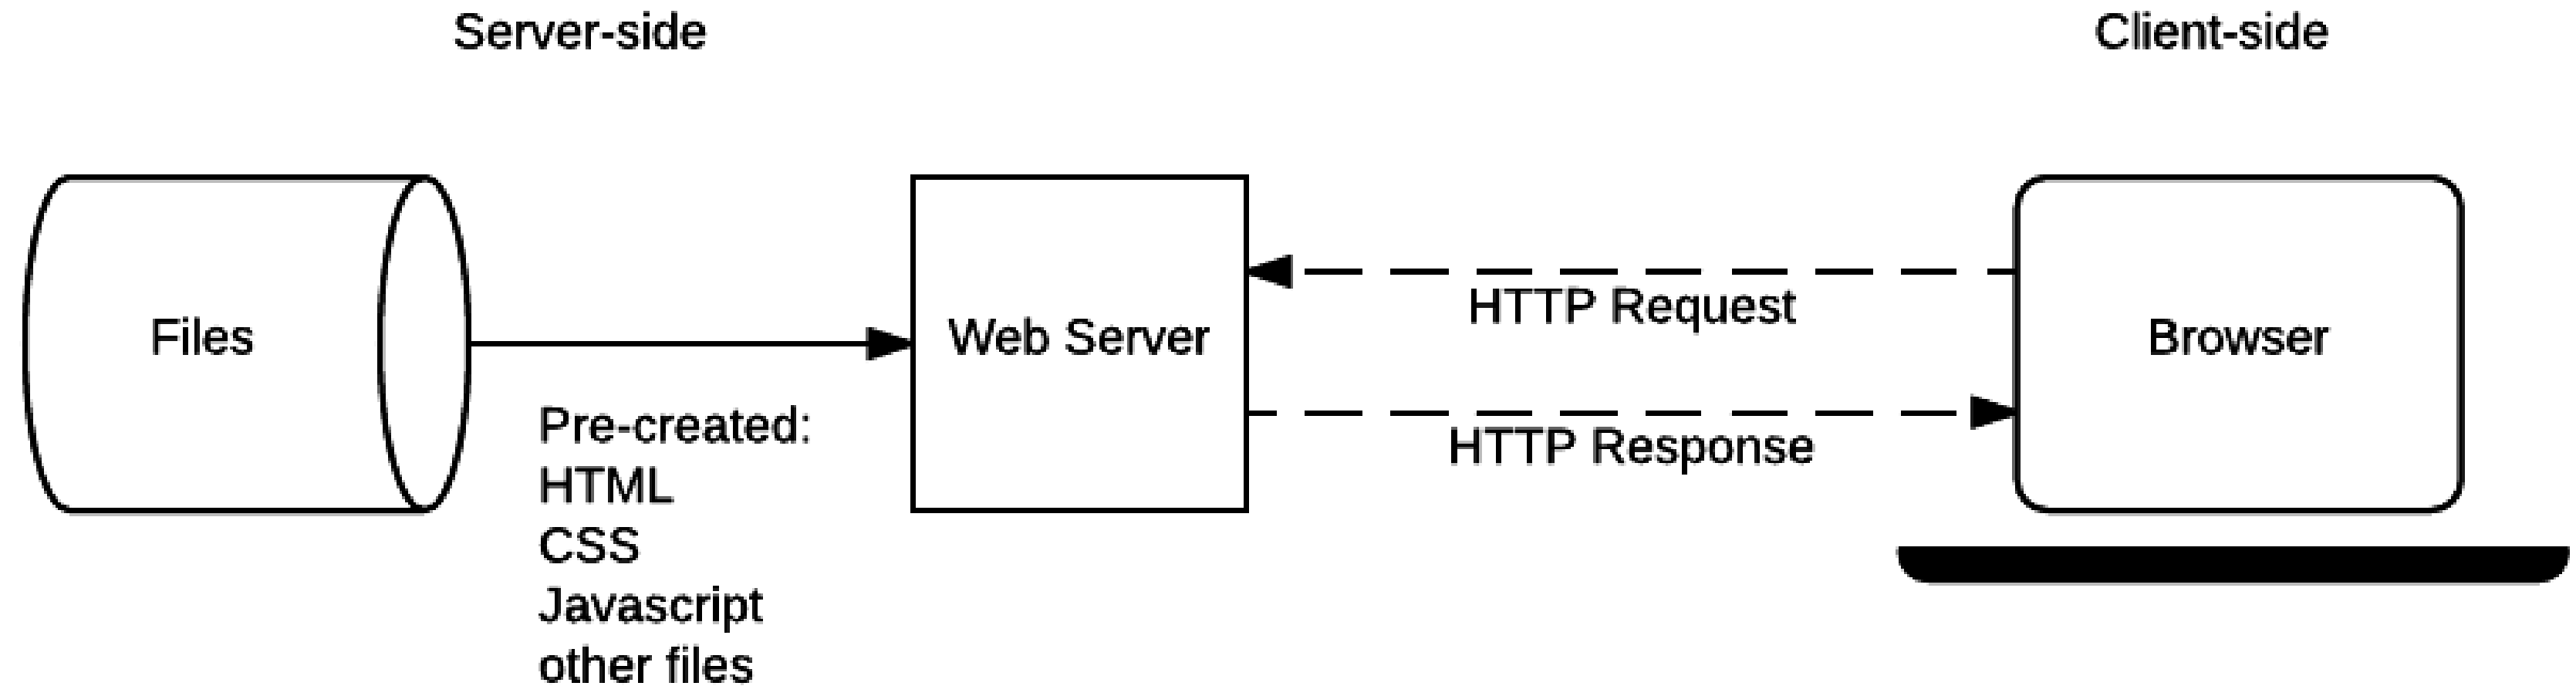 Server-side
Client-side
Files
Web Server
HTTP Request
Browser
HTTP Response
Pre-created:
HTML
CSS
Javascript
other files